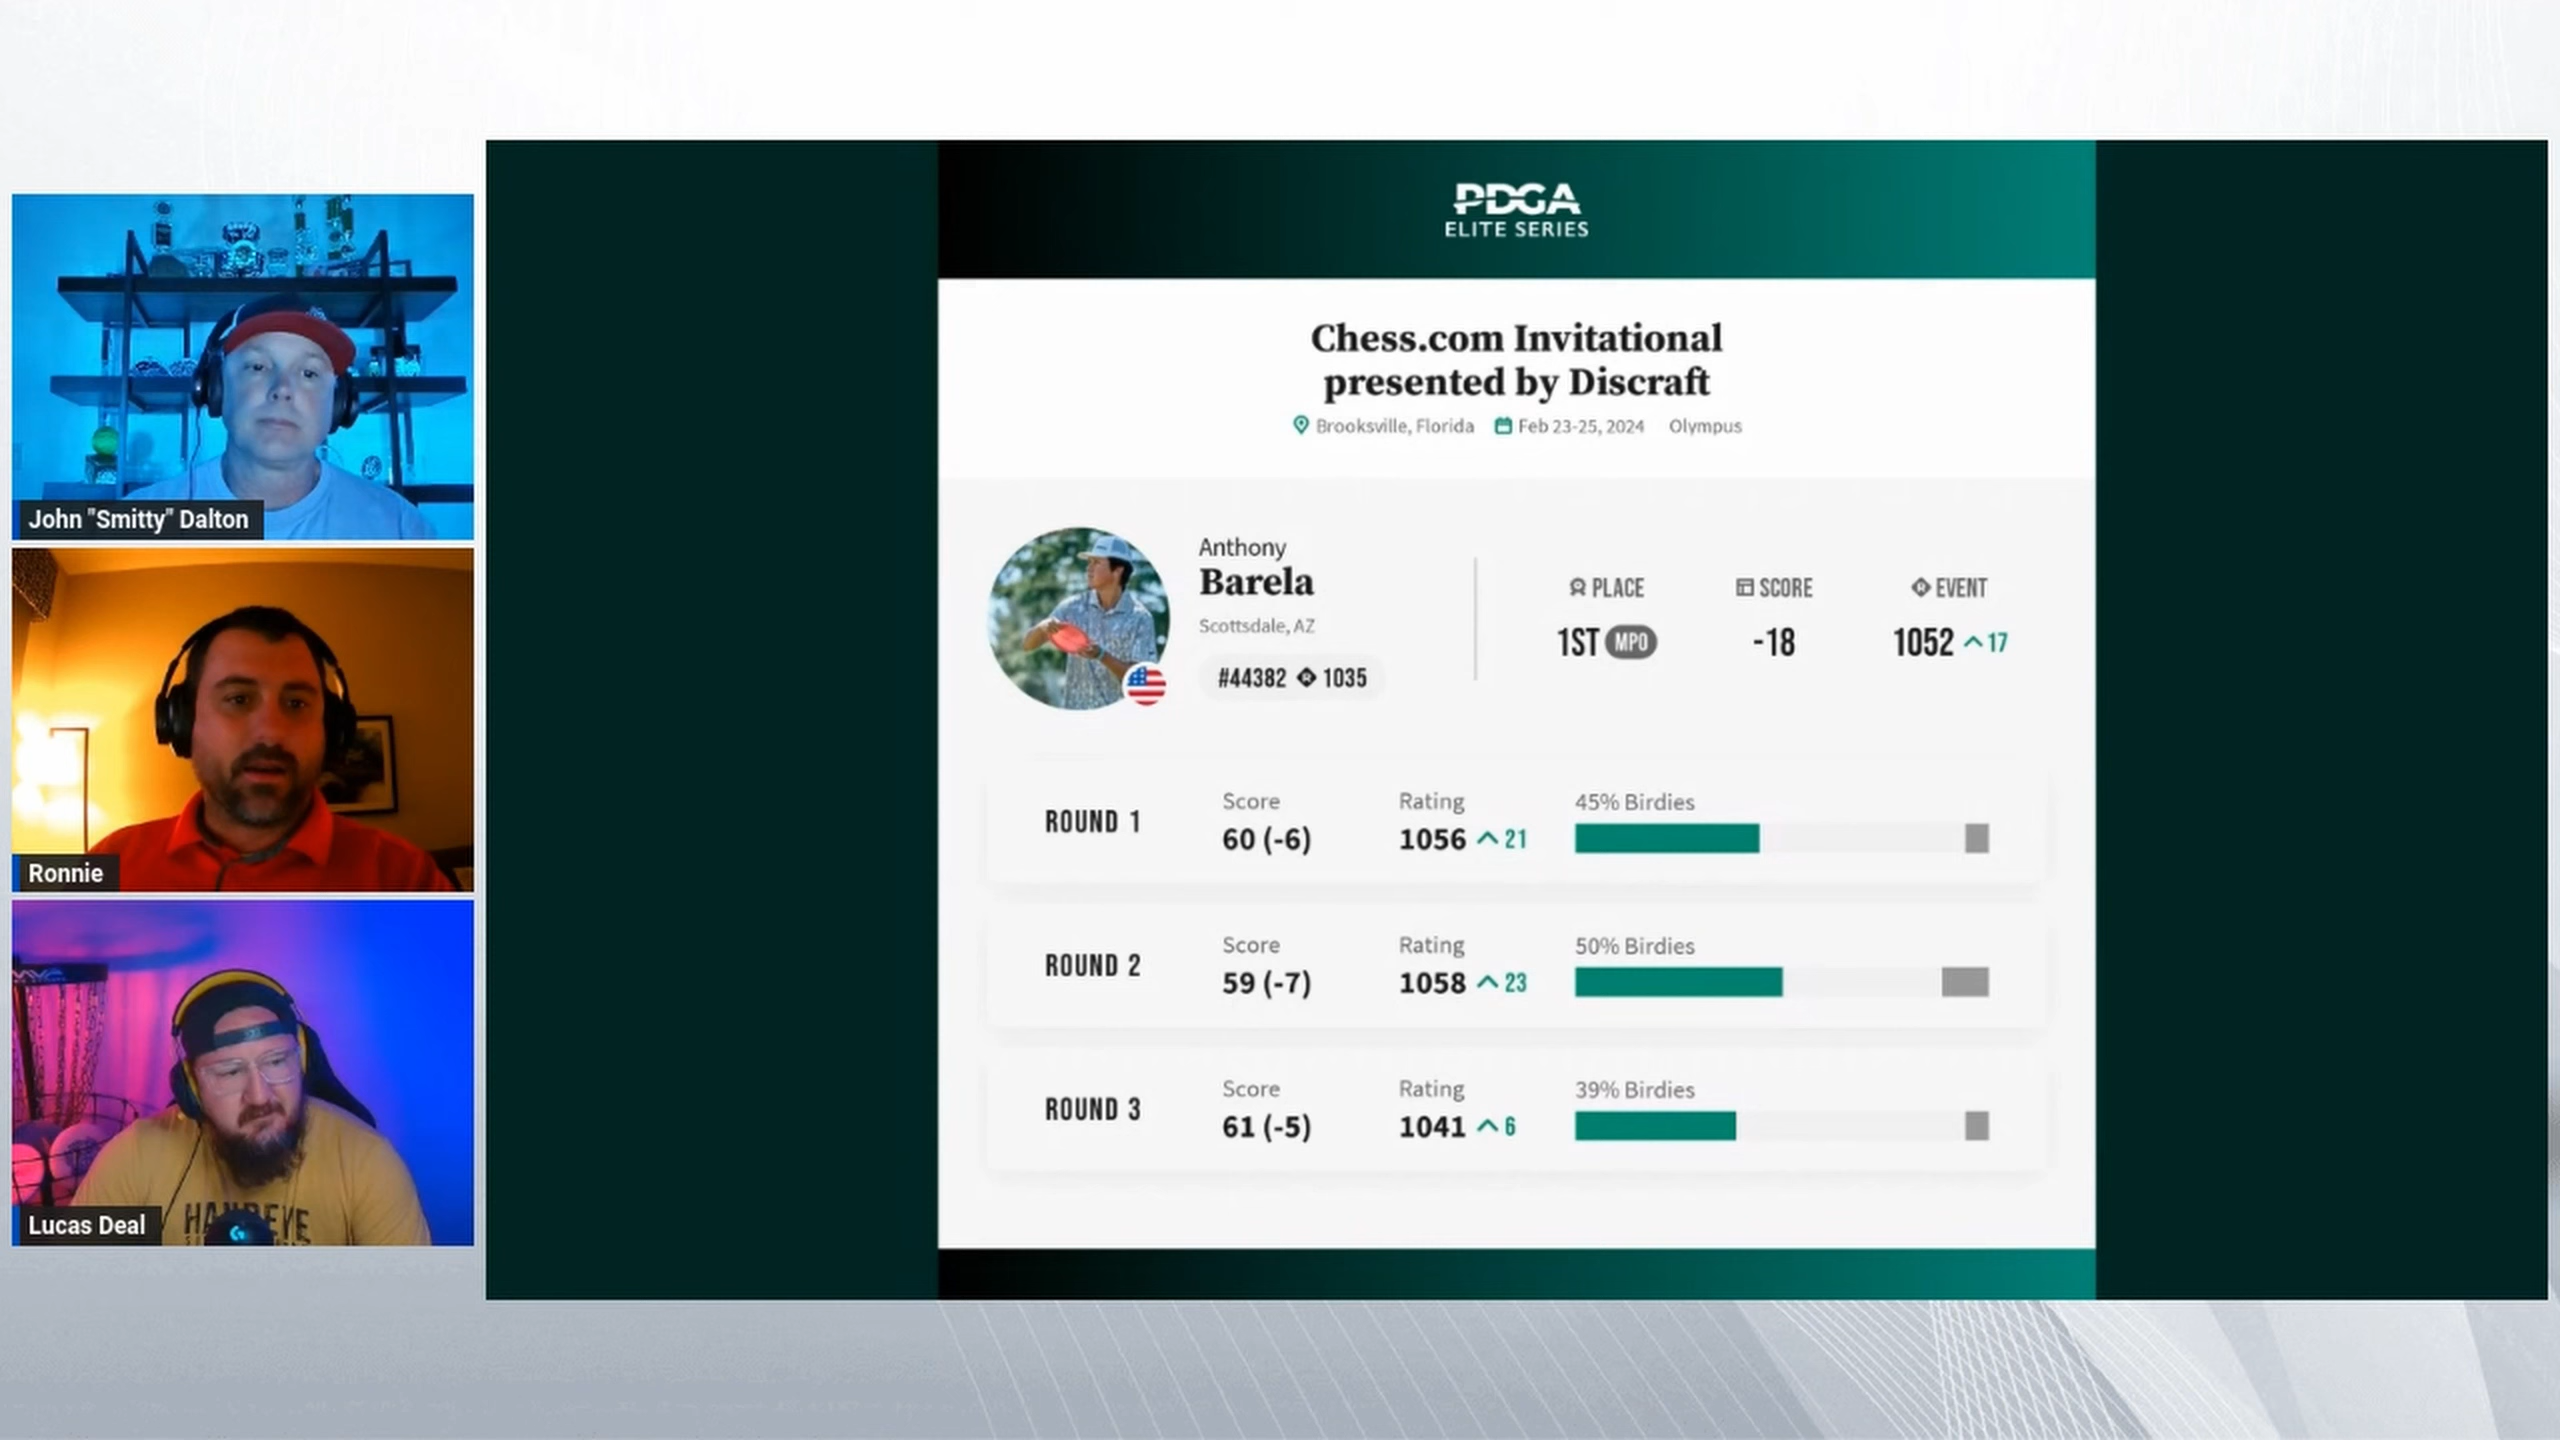 John "Smitty" Dalton
Ronnie
Lucas Deal
PDGA
ELITE SERIES
Chess.com Invitational
presented by Discraft
Brooksville, Florida Feb 23-25, 2024 Olympus
Anthony
Barela
Scottsdale, AZ
#44382 1035
PLACE SCORE EVENT
1ST MPO -18 1052 17
ROUND 1
Score Rating 45% Birdies
60 (-6) 1056 21
ROUND 2
Score Rating 50% Birdies
59 (-7) 1058 23
ROUND 3
Score Rating 39% Birdies
61 (-5) 1041 6